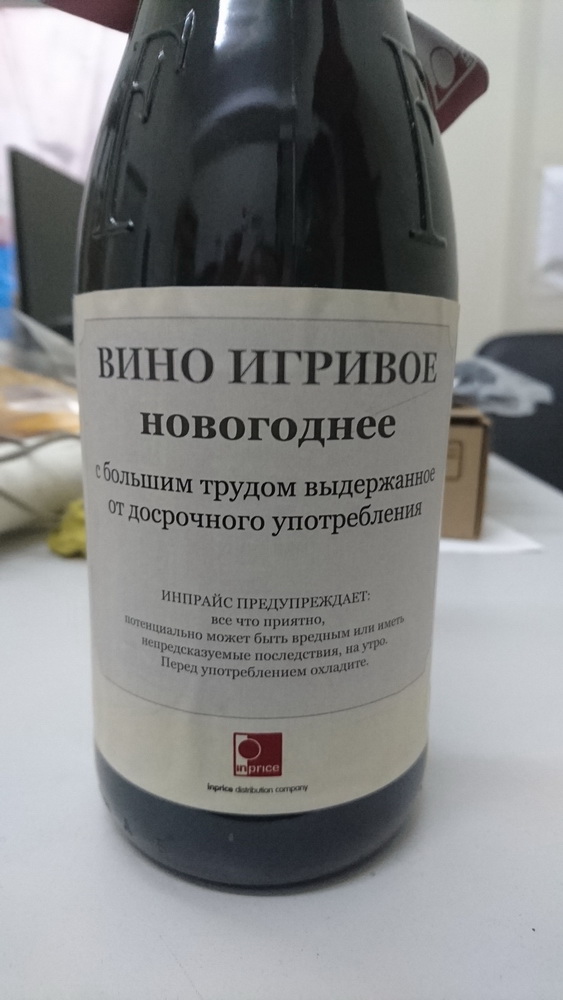 ВИНО ИГРИВОЕ
новогоднее
с большим трудом выдержанное
от досрочного употребления
ИНПРАЙС ПРЕДУПРЕЖДАЕТ:
все что приятно,
потенциально может быть вредным или иметь
непредсказуемые последствия, на утро.
Перед употреблением охладите.
inprice
inprice distribution company